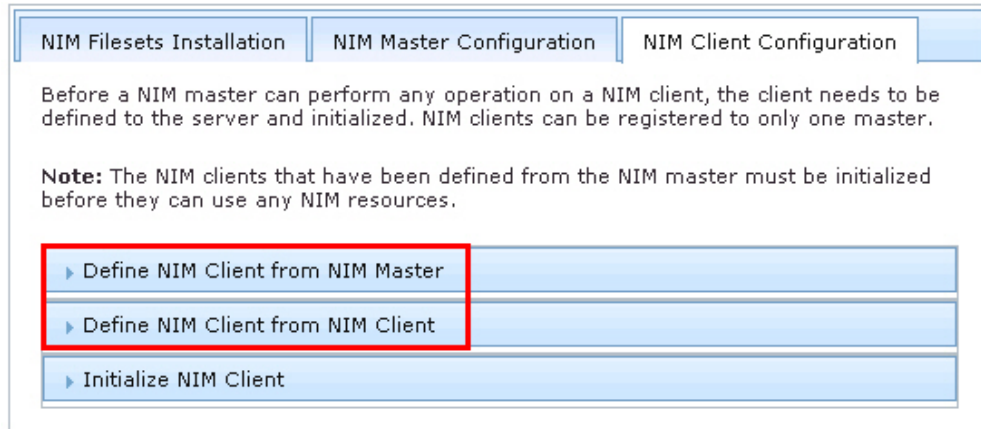 NIM Filesets Installation NIM Master Configuration NIM Client Configuration
Before a NIM master can perform any operation on a NIM client, the client needs to be
defined to the server and initialized. NIM clients can be registered to only one master.
Note: The NIM clients that have been defined from the NIM master must be initialized
before they can use any NIM resources.
Define NIM Client from NIM Master
Define NIM Client from NIM Client
Initialize NIM Client